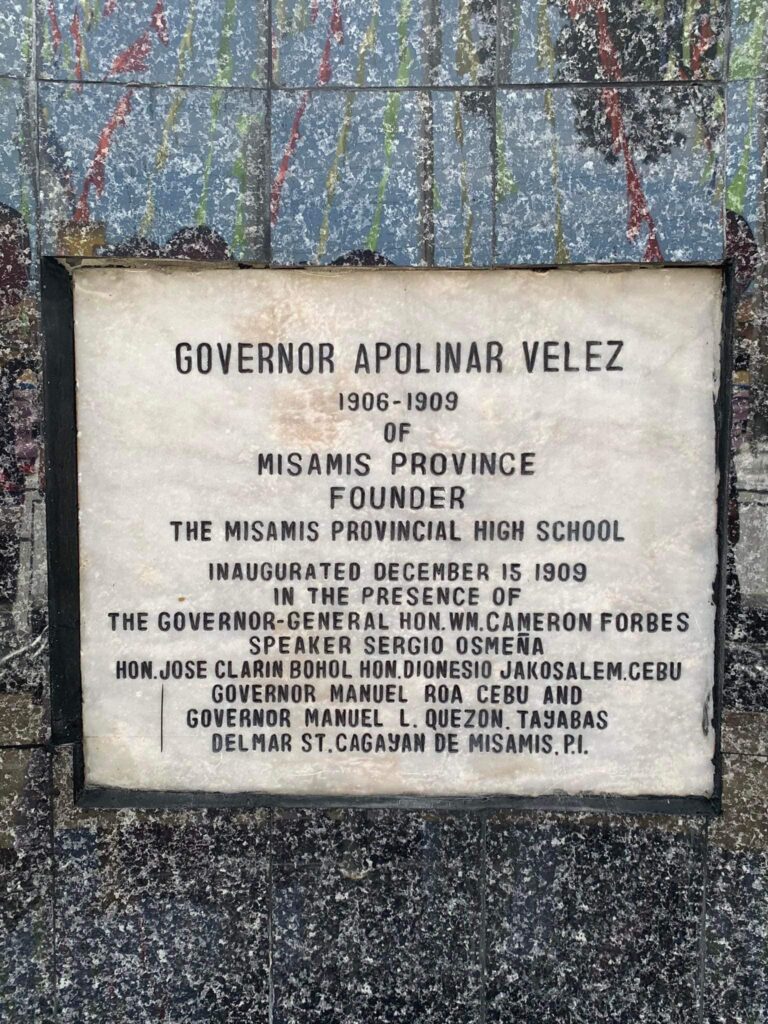 GOVERNOR APOLINAR VELEZ
1906-1909
OF
MISAMIS PROVINCE
FOUNDER
THE MISAMIS PROVINCIAL HIGH SCHOOL
INAUGURATED DECEMBER 15 1909
IN THE PRESENCE OF
THE GOVERNOR-GENERAL HON.WM.CAMERON FORBES
SPEAKER SERGIO OSMEÑA
HON.JOSE CLARIN BOHOL HON.DIONESIO JAKOSALEM.CEBU
GOVERNOR MANUEL ROA CEBU AND
GOVERNOR MANUEL L. QUEZON. TAYABAS
DELMAR ST.CAGAYAN DE MISAMIS, P.I.